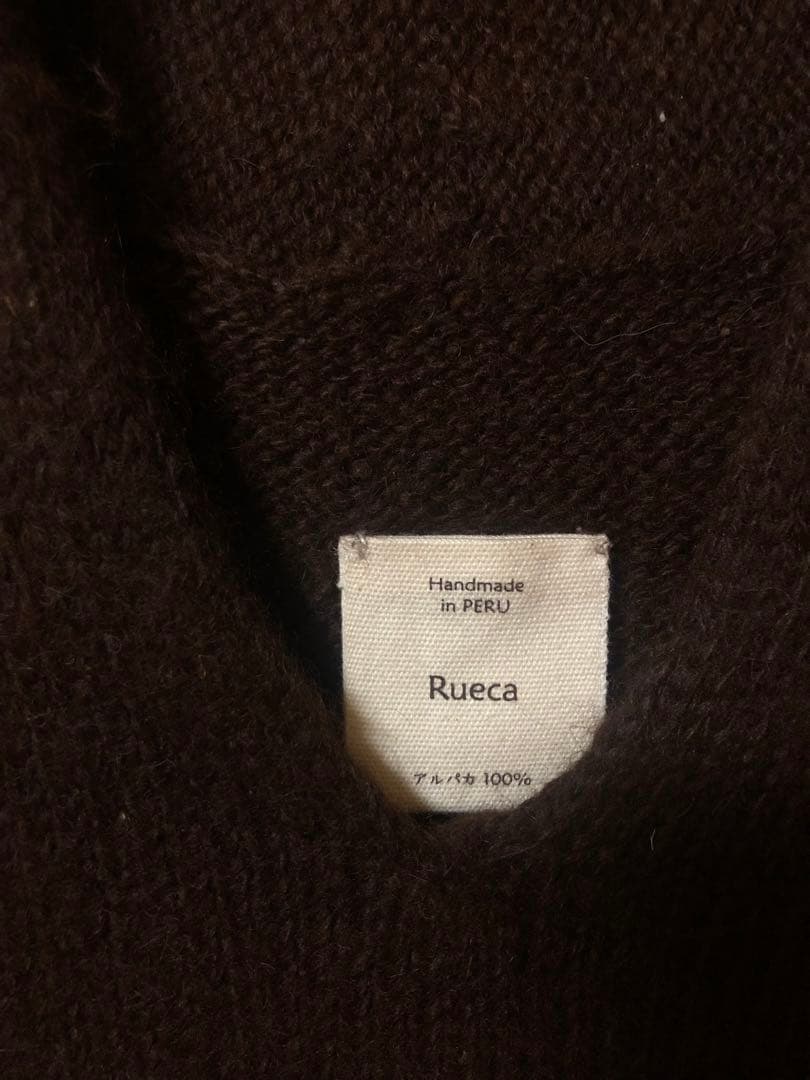 Handmade
in PERU
Rueca
アルパカ 100%